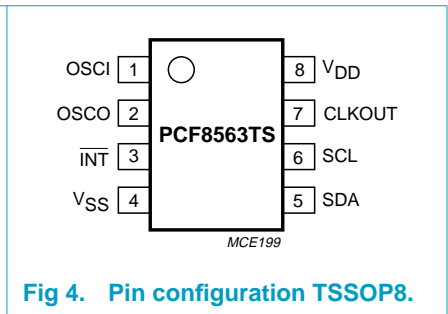 OSCI 1 8 VDD
OSCO 2 7 CLKOUT
PCF8563TS
INT 3 6 SCL
VSS 4 5 SDA
MCE199
Fig 4. Pin configuration TSSOP8.